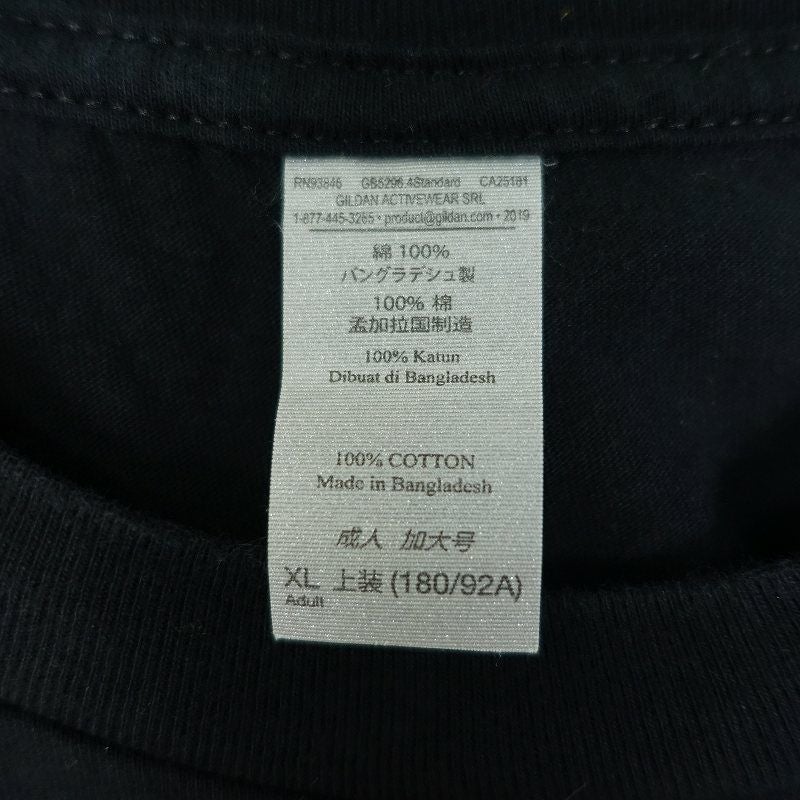 RN93846 GB5296.4Standard CA25181
GILDAN ACTIVEWEAR SRL
1-877-445-3265 • product@gildan.com • 2019
綿 100%
バングラデシュ製
100% 棉
孟加拉国制造
100% Katun
Dibuat di Bangladesh
100% COTTON
Made in Bangladesh
成人 加大号
XL 上装 (180/92A)
Adult